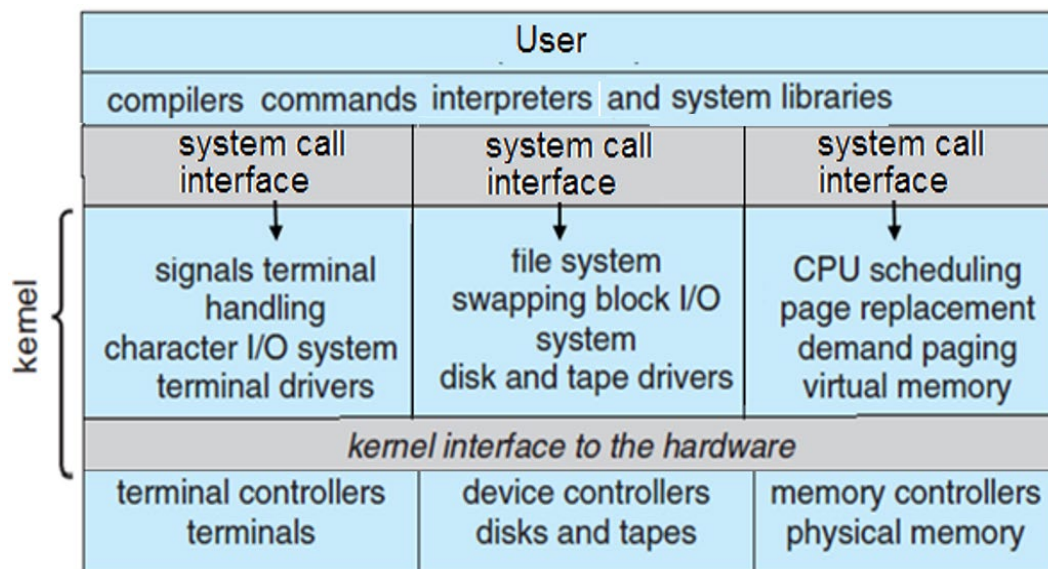 User
compilers commands interpreters and system libraries
system call
interface
system call
interface
system call
interface
kernel
signals terminal
handling
character I/O system
terminal drivers
file system
swapping block I/O
system
disk and tape drivers
CPU scheduling
page replacement
demand paging
virtual memory
kernel interface to the hardware
terminal controllers
terminals
device controllers
disks and tapes
memory controllers
physical memory